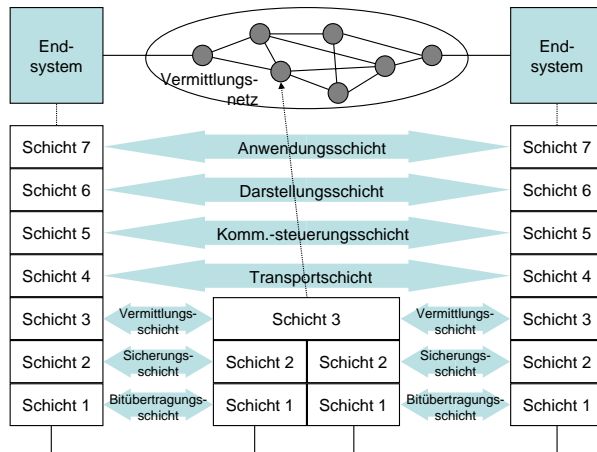 End-
system
Vermittlungs-
netz
End-
system
Schicht 7
Anwendungsschicht
Schicht 7
Schicht 6
Darstellungsschicht
Schicht 6
Schicht 5
Komm.-steuerungsschicht
Schicht 5
Schicht 4
Transportschicht
Schicht 4
Schicht 3
Vermittlungs-
schicht
Schicht 3
Vermittlungs-
schicht
Schicht 3
Schicht 2
Sicherungs-
schicht
Schicht 2
Schicht 2
Sicherungs-
schicht
Schicht 2
Schicht 1
Bitübertragungs-
schicht
Schicht 1
Schicht 1
Bitübertragungs-
schicht
Schicht 1